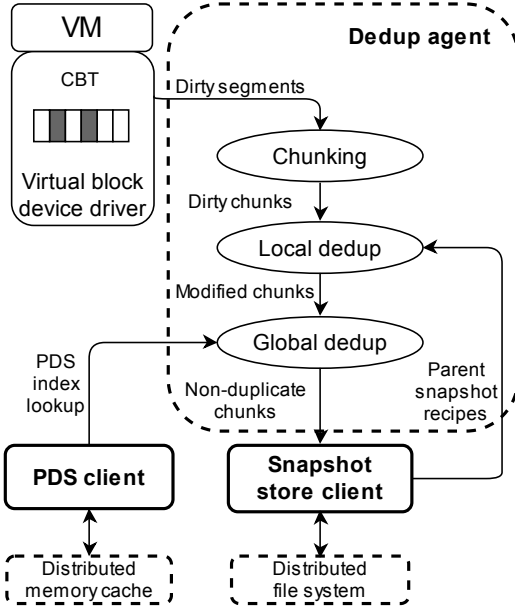 VM
Dedup agent
CBT
Dirty segments
Virtual block
device driver
Chunking
Dirty chunks
Local dedup
Modified chunks
Global dedup
PDS
index
lookup
Non-duplicate
chunks
Parent
snapshot
recipes
PDS client
Snapshot
store client
Distributed
memory cache
Distributed
file system